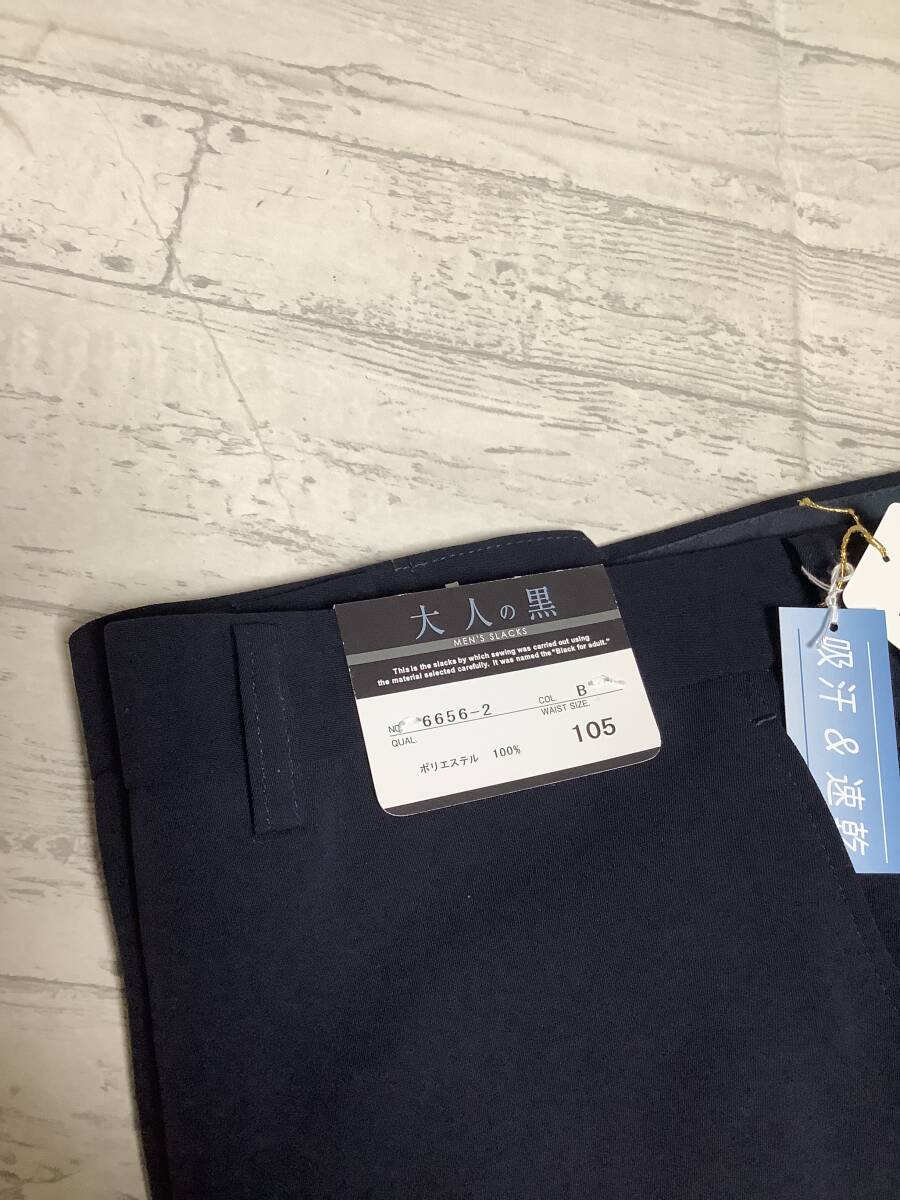 大人の黒
MEN'S SLACKS
This is the slacks by which sewing was carried out using
the material selected carefully. It was named the "Black for adult."
NO. 6656-2 COL. B
QUAL. WAIST SIZE.
ポリエステル 100% 105
吸汗&速乾